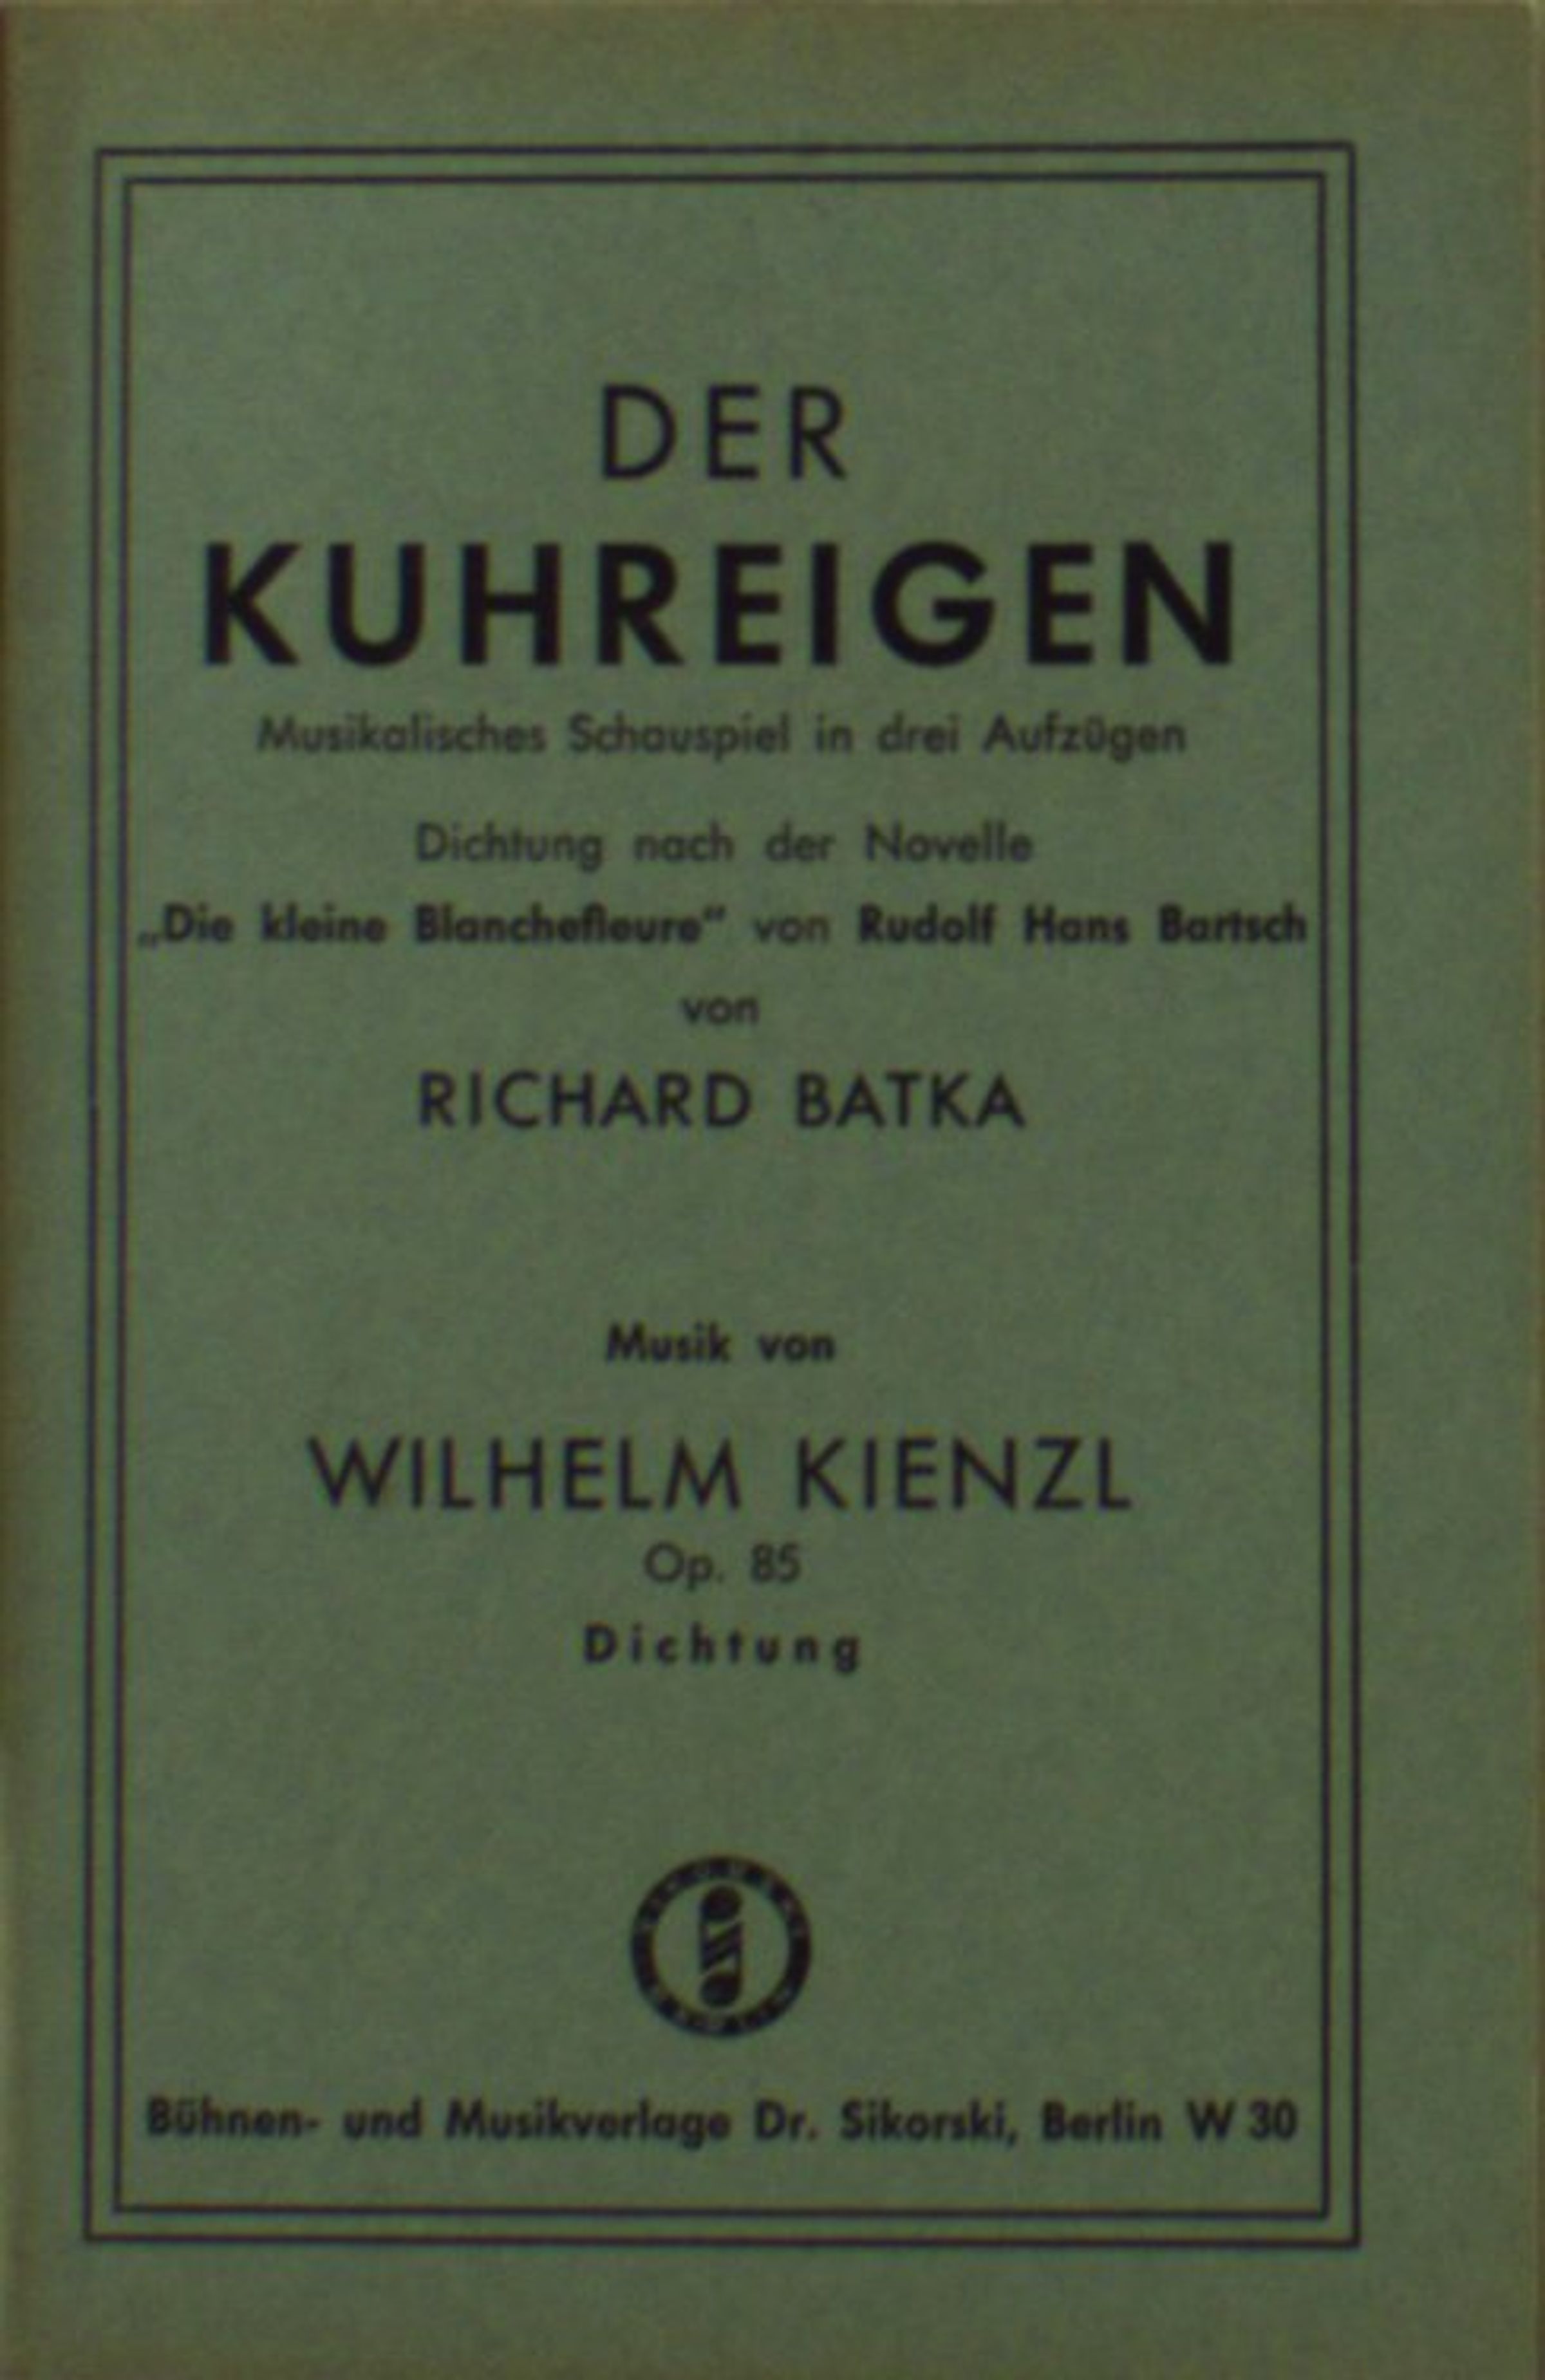 DER
KUHREIGEN
Musikalisches Schauspiel in drei Aufzügen
Dichtung nach der Novelle
„Die kleine Blanchefleure" von Rudolf Hans Bartsch
von
RICHARD BATKA
Musik von
WILHELM KIENZL
Op. 85
Dichtung
Bühnen- und Musikverlage Dr. Sikorski, Berlin W 30